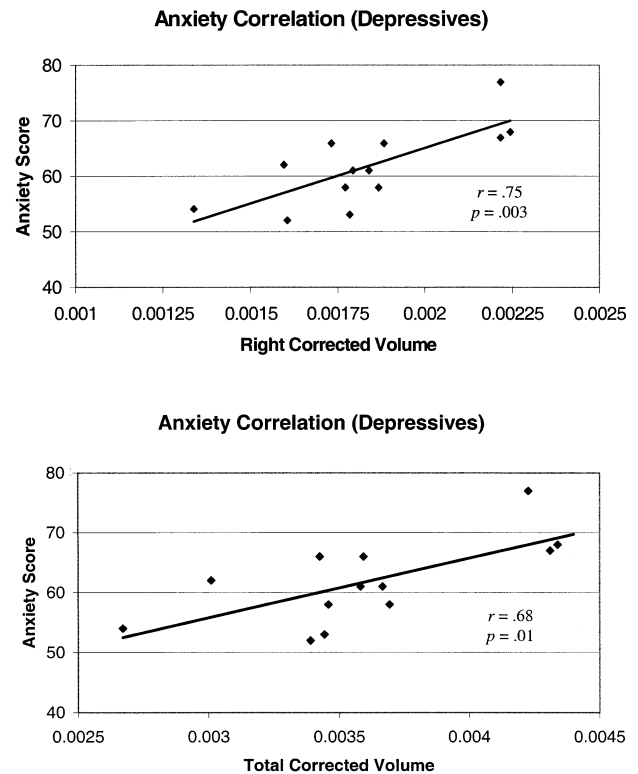 Anxiety Correlation (Depressives)
80
70
60
50
40
Anxiety Score
r = .75
p = .003
0.001 0.00125 0.0015 0.00175 0.002 0.00225 0.0025
Right Corrected Volume
Anxiety Correlation (Depressives)
80
70
60
50
40
Anxiety Score
r = .68
p = .01
0.0025 0.003 0.0035 0.004 0.0045
Total Corrected Volume